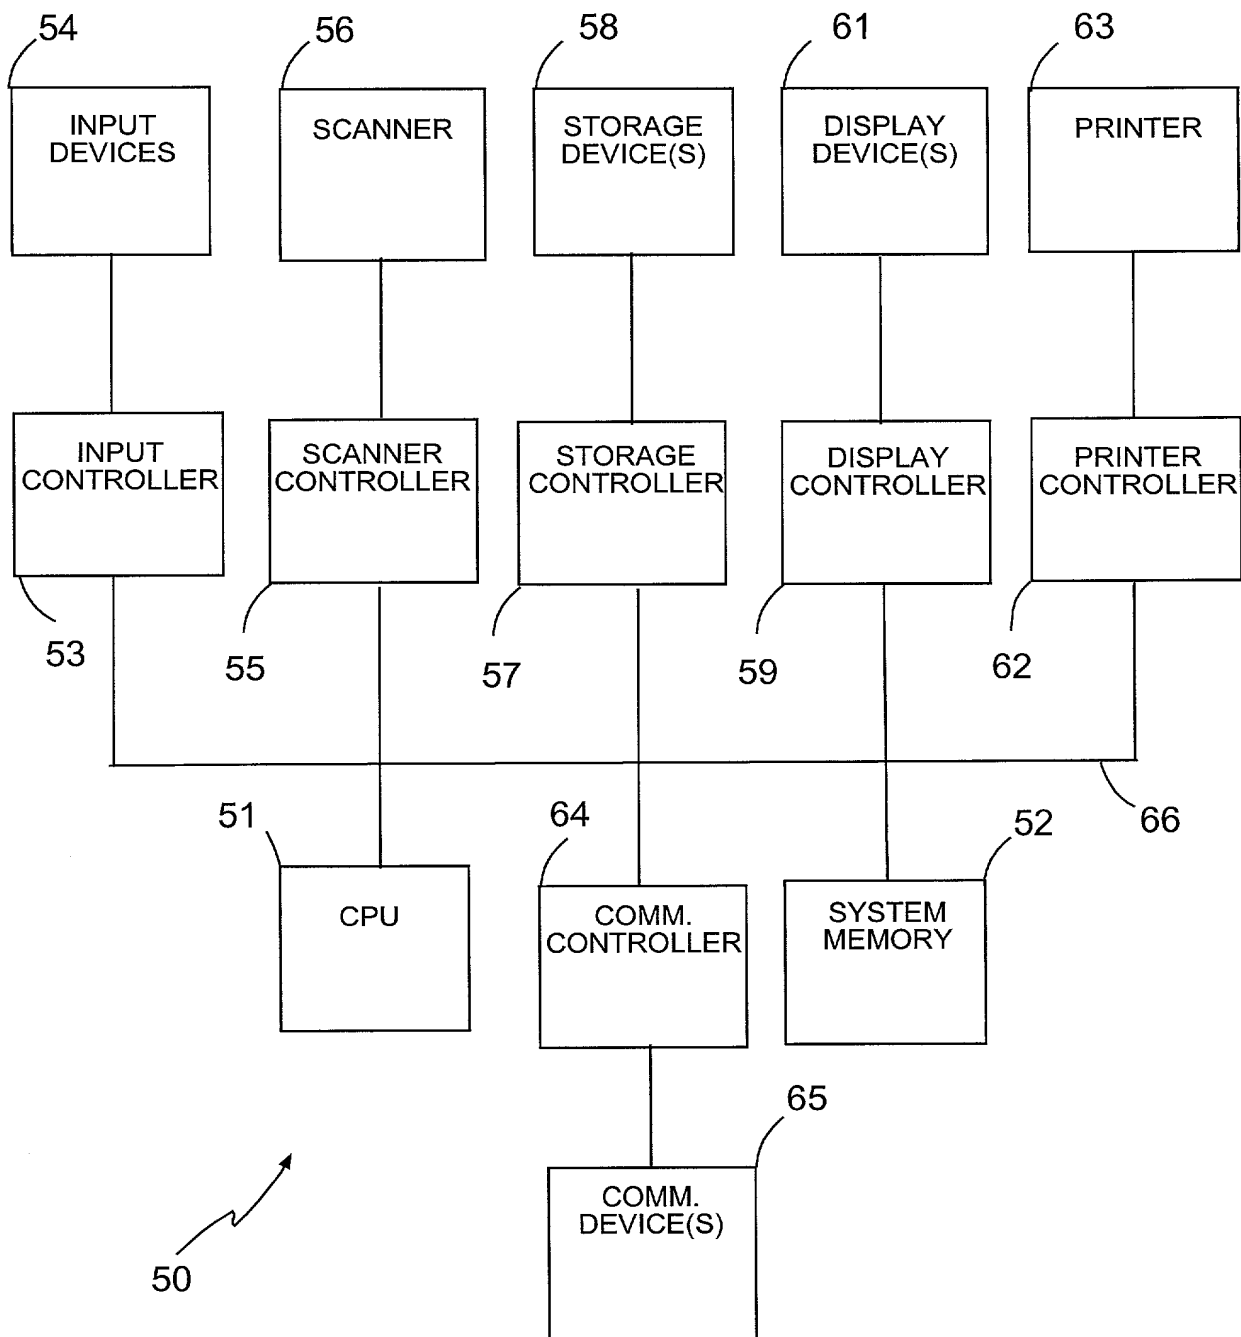 54
56
58
61
63
INPUT
DEVICES
SCANNER
STORAGE
DEVICE(S)
DISPLAY
DEVICE(S)
PRINTER
INPUT
CONTROLLER
SCANNER
CONTROLLER
STORAGE
CONTROLLER
DISPLAY
CONTROLLER
PRINTER
CONTROLLER
53
55
57
59
62
51
64
52
66
CPU
COMM.
CONTROLLER
SYSTEM
MEMORY
65
COMM.
DEVICE(S)
50